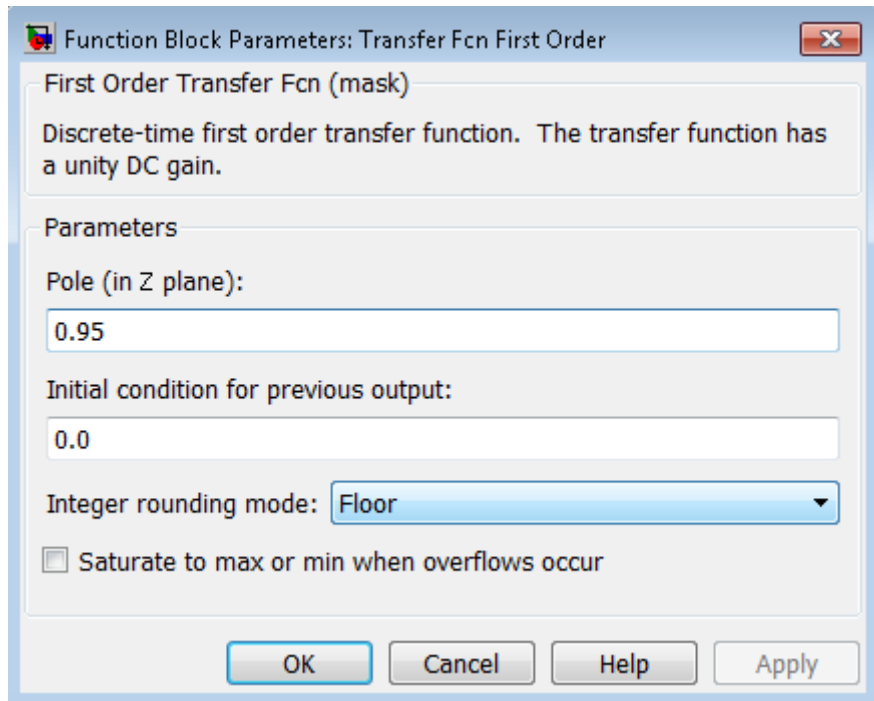 Function Block Parameters: Transfer Fcn First Order
First Order Transfer Fcn (mask)
Discrete-time first order transfer function.  The transfer function has
a unity DC gain.
Parameters
Pole (in Z plane):
0.95
Initial condition for previous output:
0.0
Integer rounding mode: Floor
Saturate to max or min when overflows occur
OK Cancel Help Apply